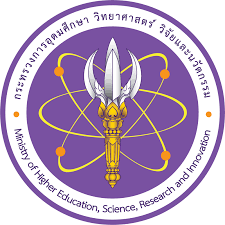 กระทรวงการอุดมศึกษา วิทยาศาสตร์ วิจัยและนวัตกรรม
Ministry of Higher Education, Science, Research and Innovation